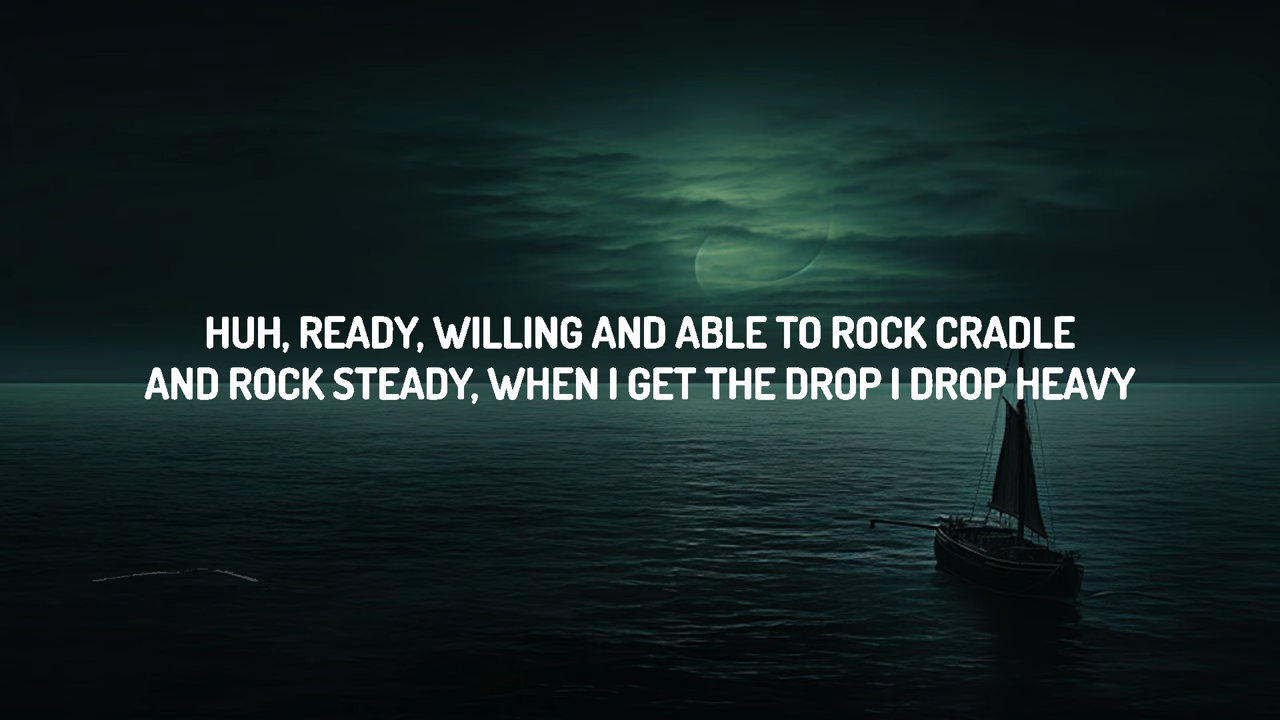 HUH, READY, WILLING AND ABLE TO ROCK CRADLE
AND ROCK STEADY, WHEN I GET THE DROP I DROP HEAVY